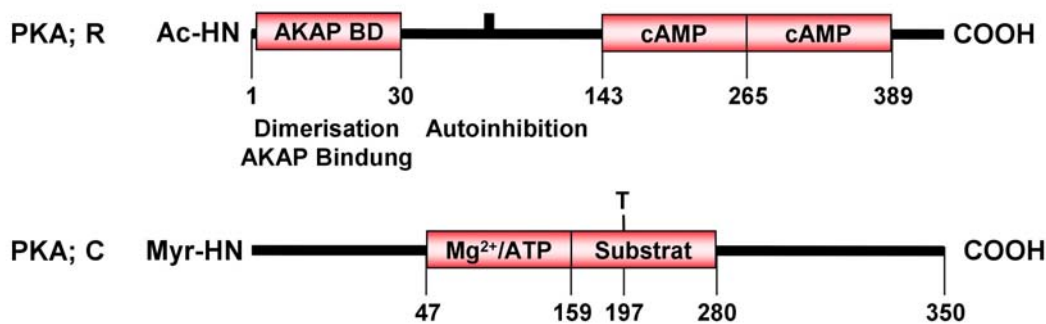 PKA; R Ac-HN AKAP BD cAMP cAMP COOH
1 30 143 265 389
Dimerisation Autoinhibition
AKAP Bindung
T
PKA; C Myr-HN Mg²⁺/ATP Substrat COOH
47 159 197 280 350